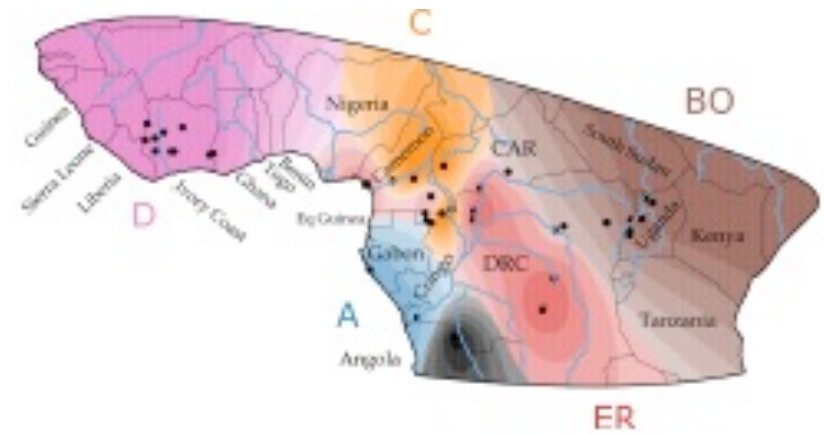 C
BO
Nigeria
Cameroon
CAR
South Sudan
Guinea
Sierra Leone
Liberia
D
Ivory Coast
Ghana
Togo
Benin
Eq Guinea
Uganda
Kenya
Gabon
Congo
DRC
A
Tanzania
Angola
ER